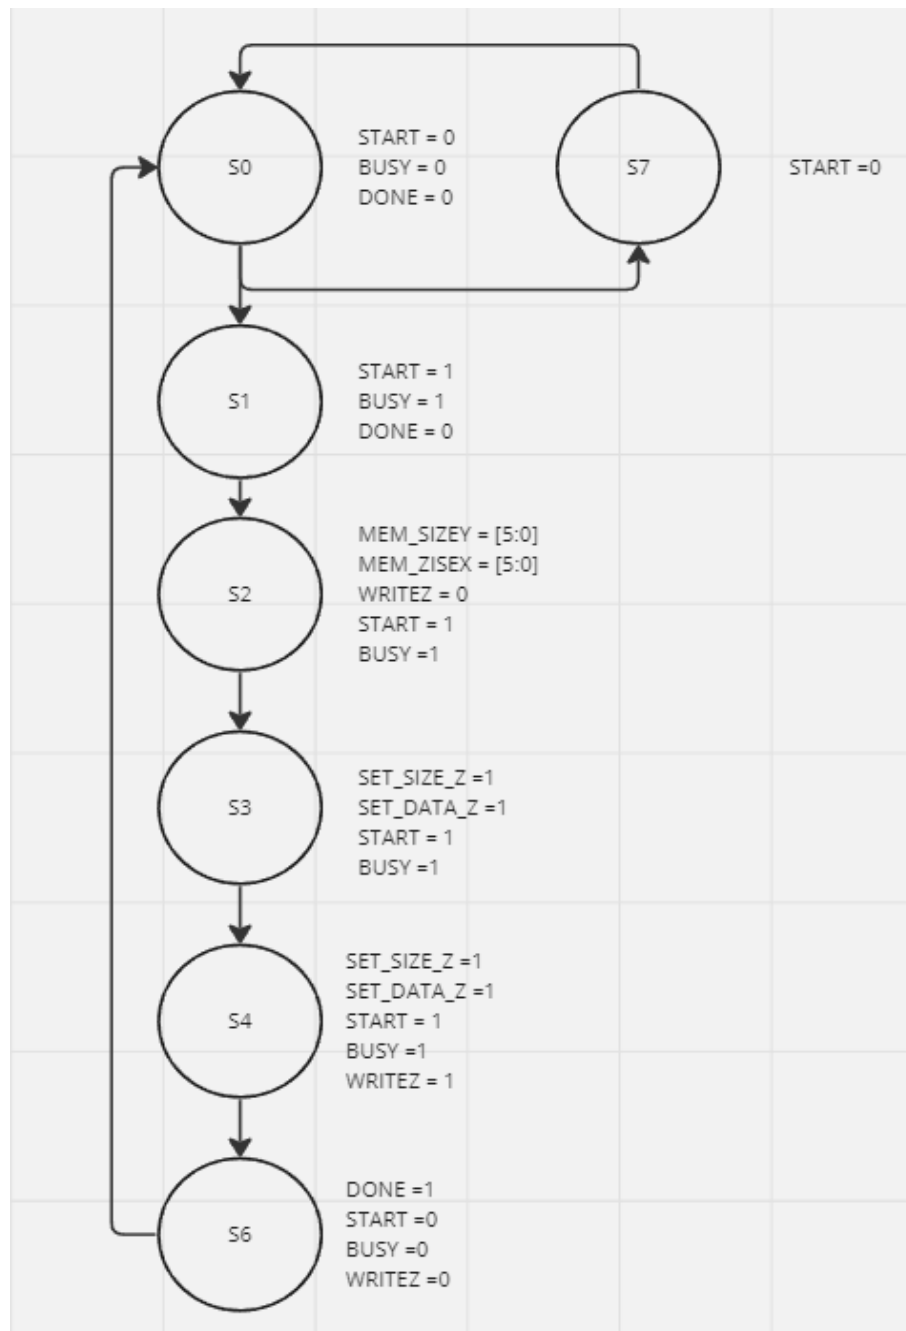 S0
START = 0
BUSY = 0
DONE = 0
S7
START =0
S1
START = 1
BUSY = 1
DONE = 0
S2
MEM_SIZEY = [5:0]
MEM_ZISEX = [5:0]
WRITEZ = 0
START = 1
BUSY =1
S3
SET_SIZE_Z =1
SET_DATA_Z =1
START = 1
BUSY =1
S4
SET_SIZE_Z =1
SET_DATA_Z =1
START = 1
BUSY =1
WRITEZ = 1
S6
DONE =1
START =0
BUSY =0
WRITEZ =0